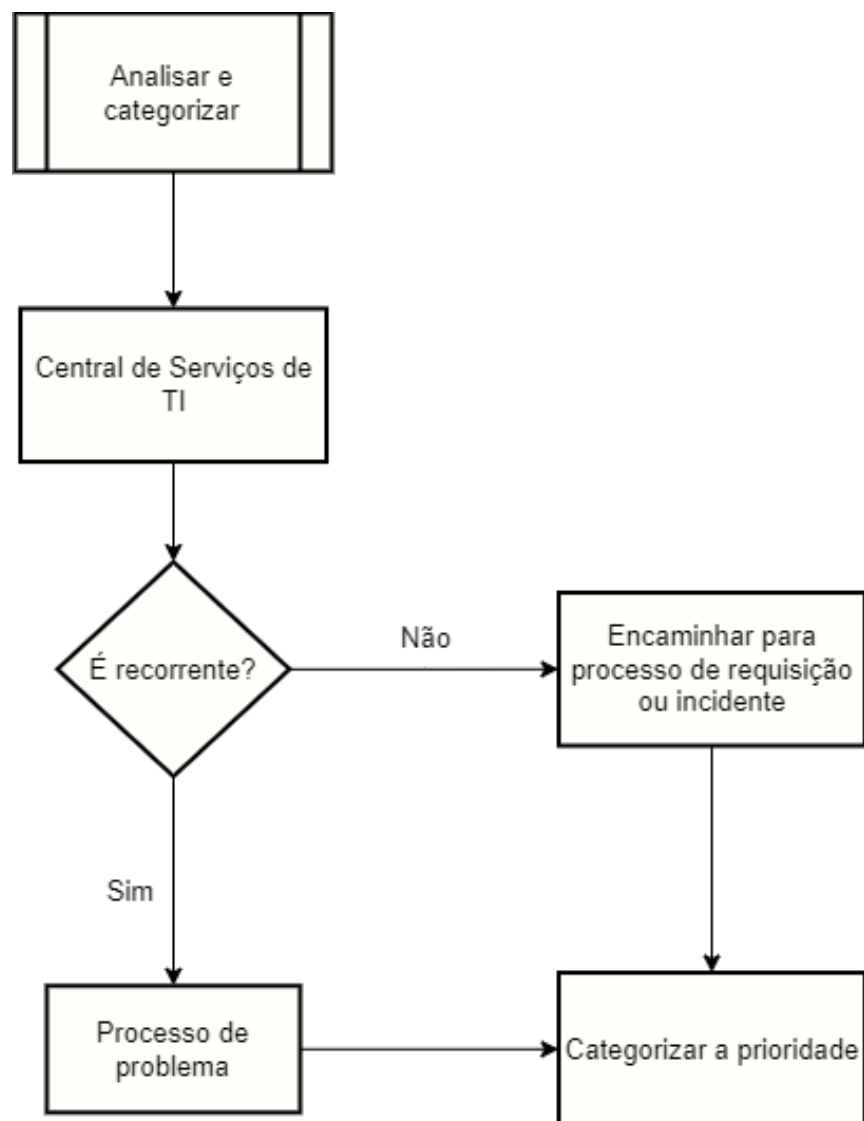 Analisar e
categorizar
Central de Serviços de
TI
É recorrente?
Não
Encaminhar para
processo de requisição
ou incidente
Sim
Processo de
problema
Categorizar a prioridade